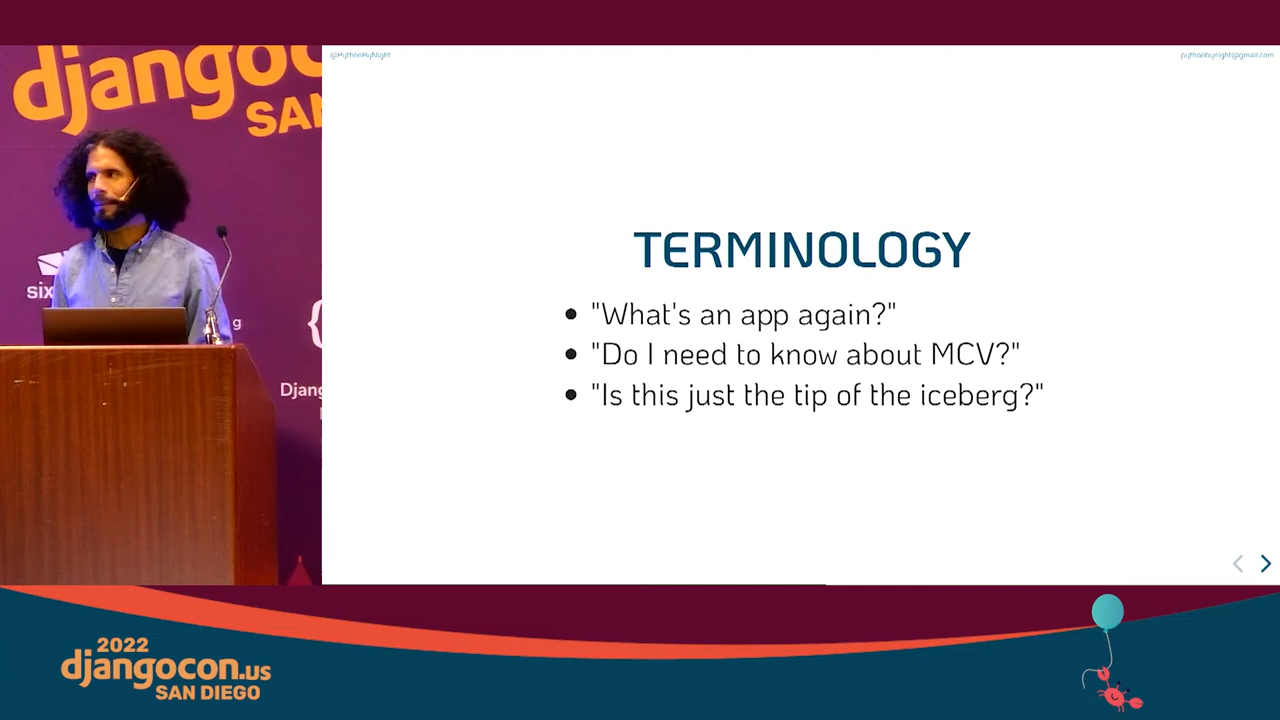 @PythonByNight
pythonbynight@gmail.com
djangoc
SAN
six
g
{
Djang
TERMINOLOGY
"What's an app again?"
"Do I need to know about MCV?"
"Is this just the tip of the iceberg?"
2022
djangocon.us
SAN DIEGO